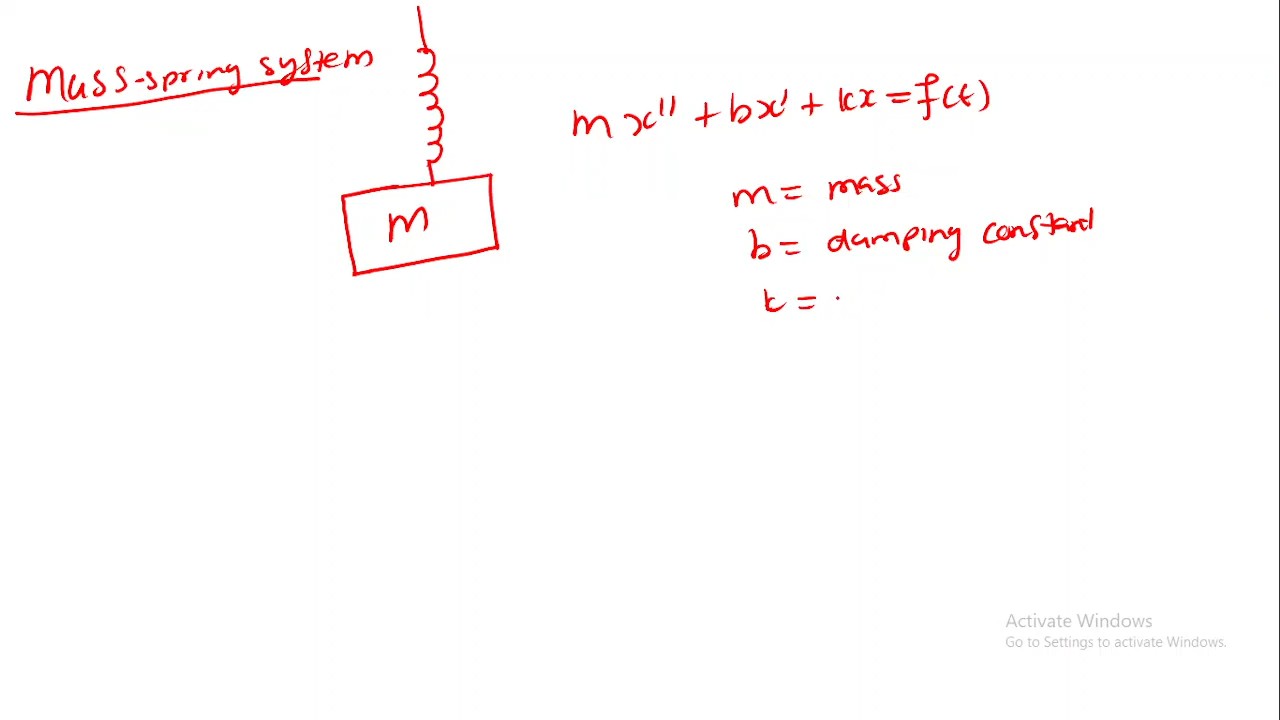 Mass-spring system
mx'' + bx' + kx = f(t)
m
m = mass
b = damping constant
k =
Activate Windows
Go to Settings to activate Windows.